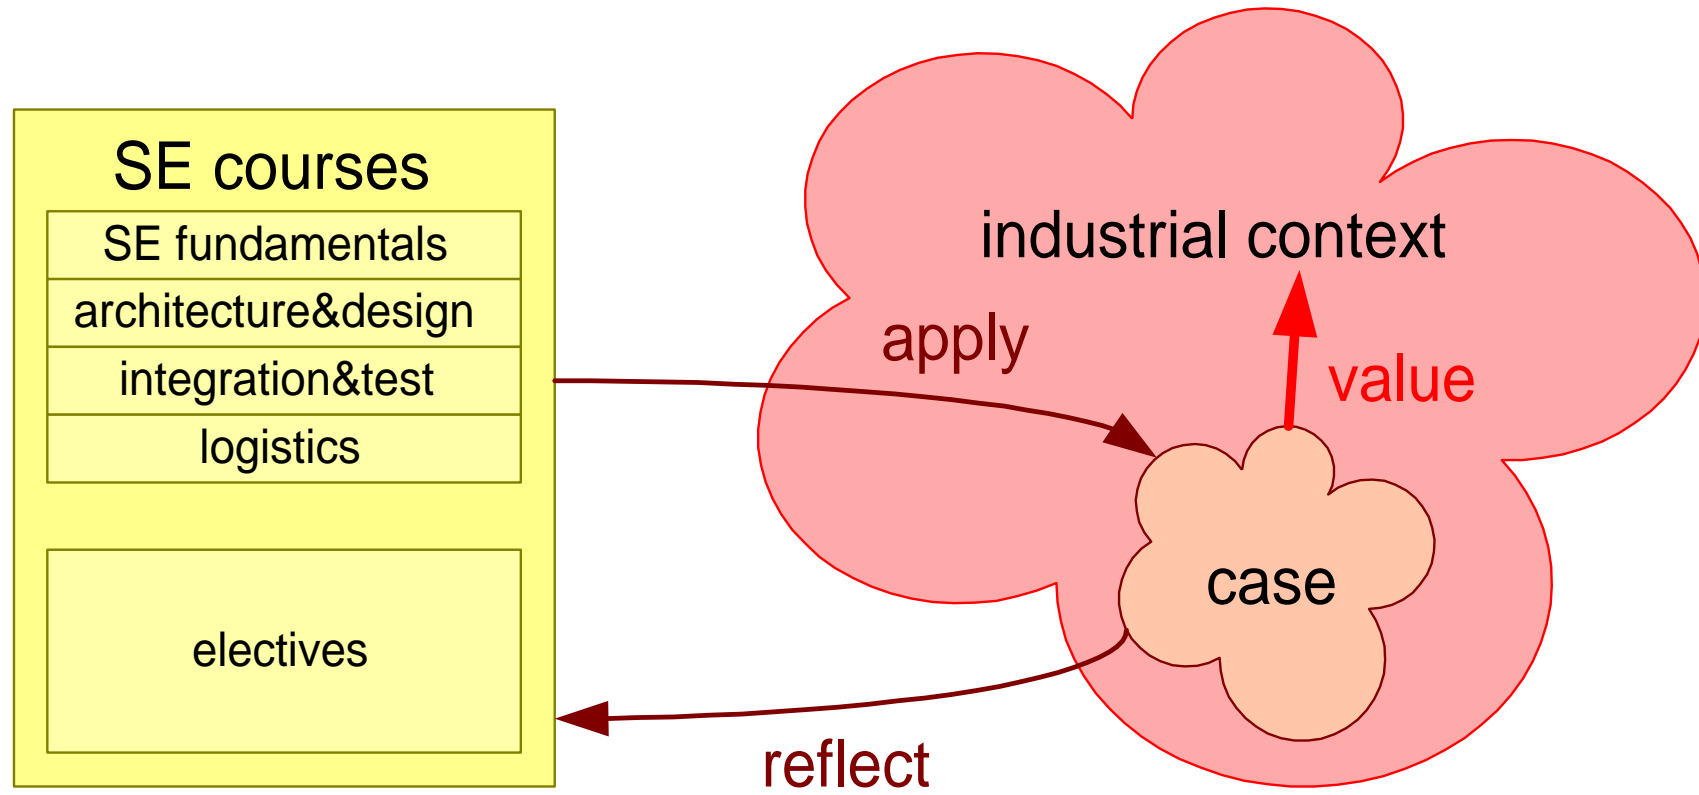 SE courses
SE fundamentals
architecture&design
integration&test
logistics
electives
industrial context
apply
value
case
reflect